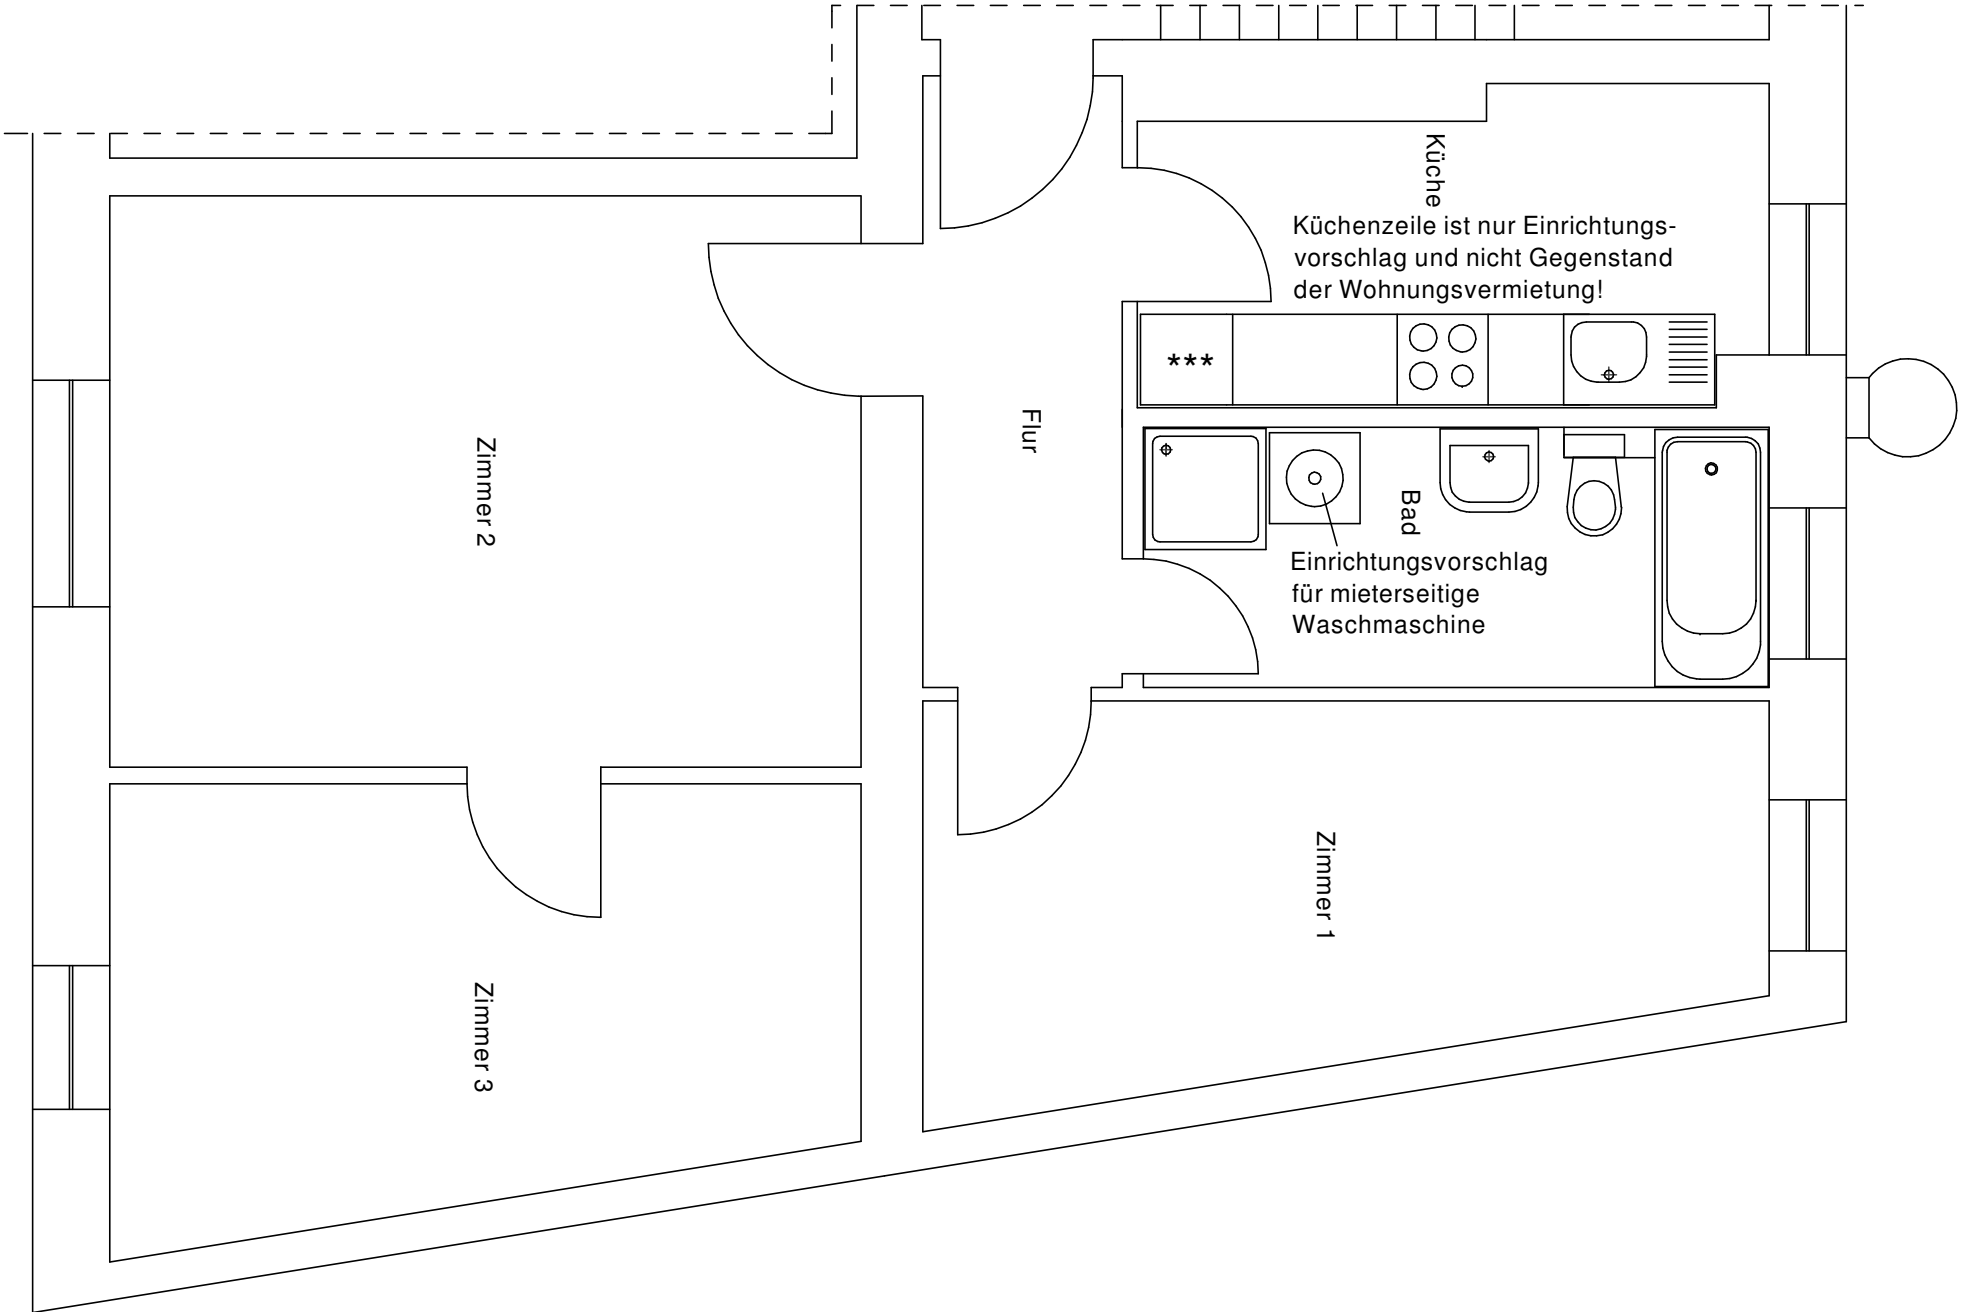 Küche
Küchenzeile ist nur Einrichtungs-
vorschlag und nicht Gegenstand
der Wohnungsvermietung!
***
Flur
Zimmer 2
Bad
Einrichtungsvorschlag
für mieterseitige
Waschmaschine
Zimmer 1
Zimmer 3